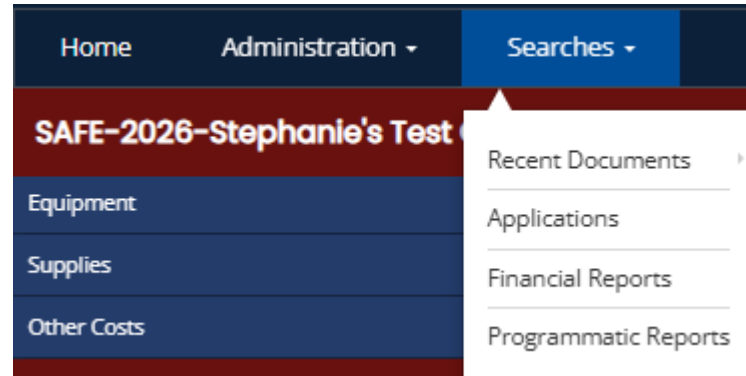 Home Administration Searches
SAFE-2026-Stephanie's Test
Equipment
Supplies
Other Costs
Recent Documents
Applications
Financial Reports
Programmatic Reports